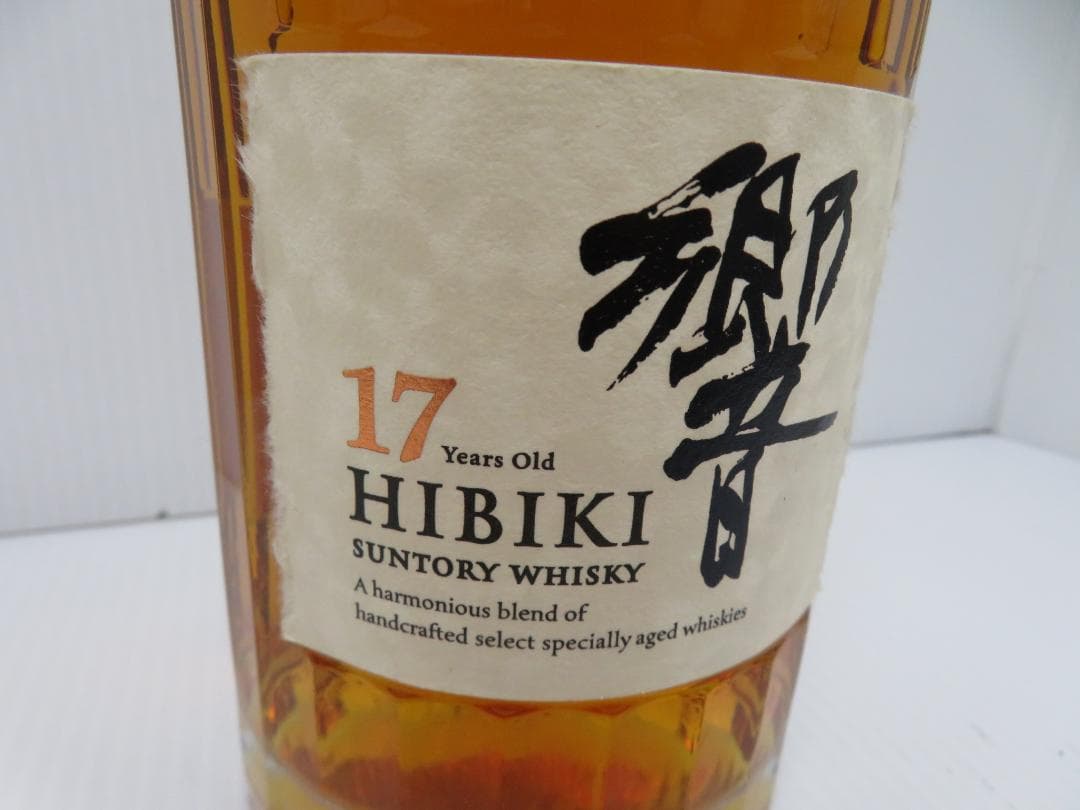 響
17 Years Old
HIBIKI
SUNTORY WHISKY
A harmonious blend of
handcrafted select specially aged whiskies